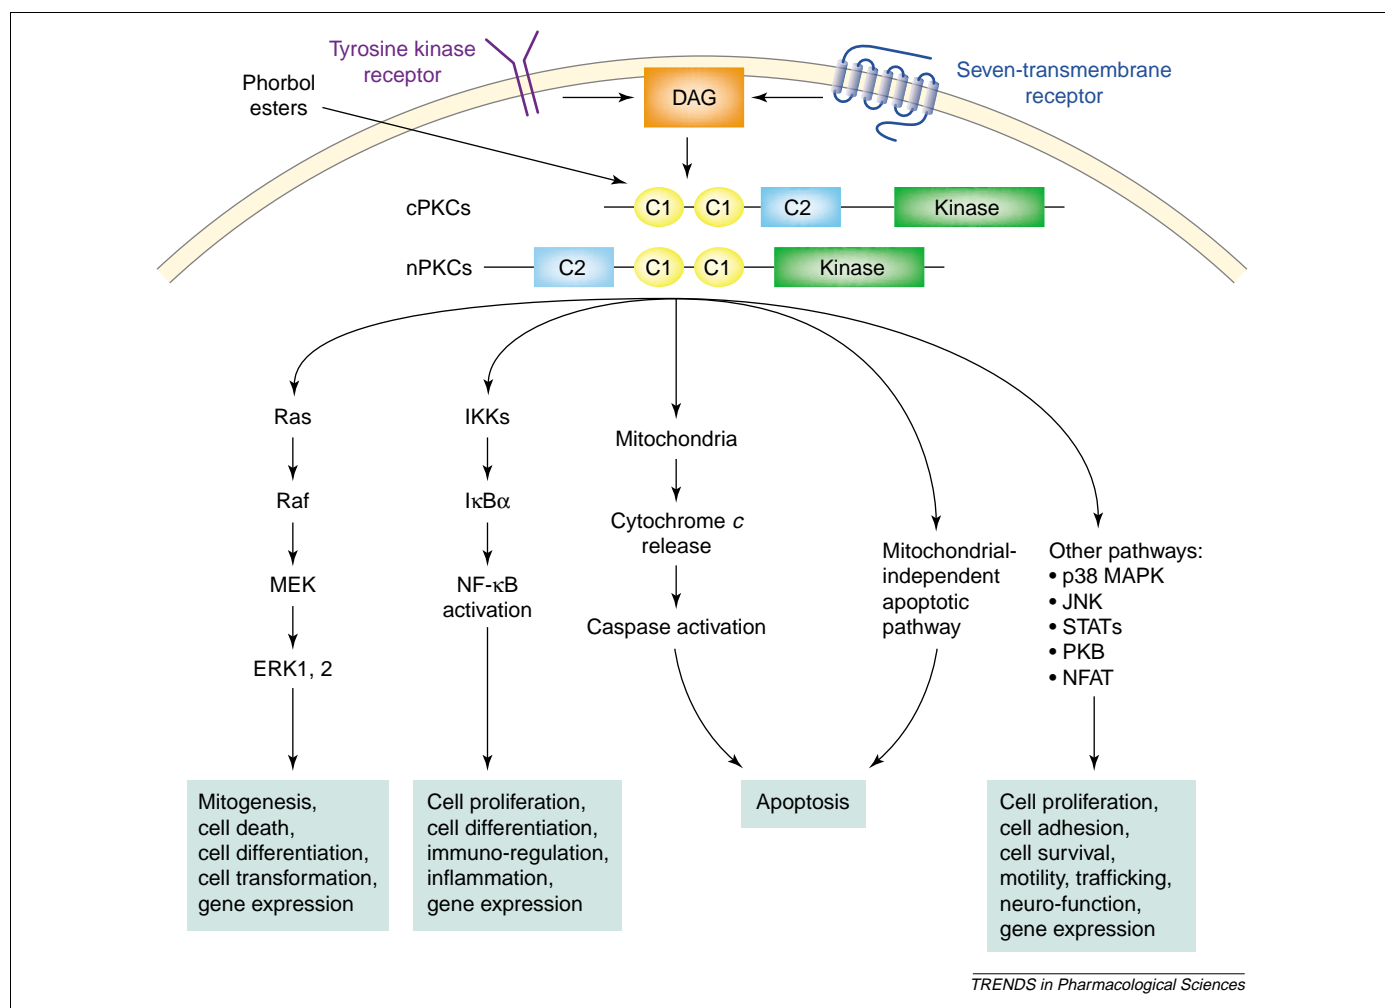 Tyrosine kinase
receptor
Phorbol
esters
DAG
Seven-transmembrane
receptor
cPKCs
C1
C1
C2
Kinase
nPKCs
C2
C1
C1
Kinase
Ras
Raf
MEK
ERK1, 2
Mitogenesis,
cell death,
cell differentiation,
cell transformation,
gene expression
IKKs
IκBα
NF-κB
activation
Cell proliferation,
cell differentiation,
immuno-regulation,
inflammation,
gene expression
Mitochondria
Cytochrome c
release
Caspase activation
Mitochondrial-
independent
apoptotic
pathway
Apoptosis
Other pathways:
• p38 MAPK
• JNK
• STATs
• PKB
• NFAT
Cell proliferation,
cell adhesion,
cell survival,
motility, trafficking,
neuro-function,
gene expression
TRENDS in Pharmacological Sciences